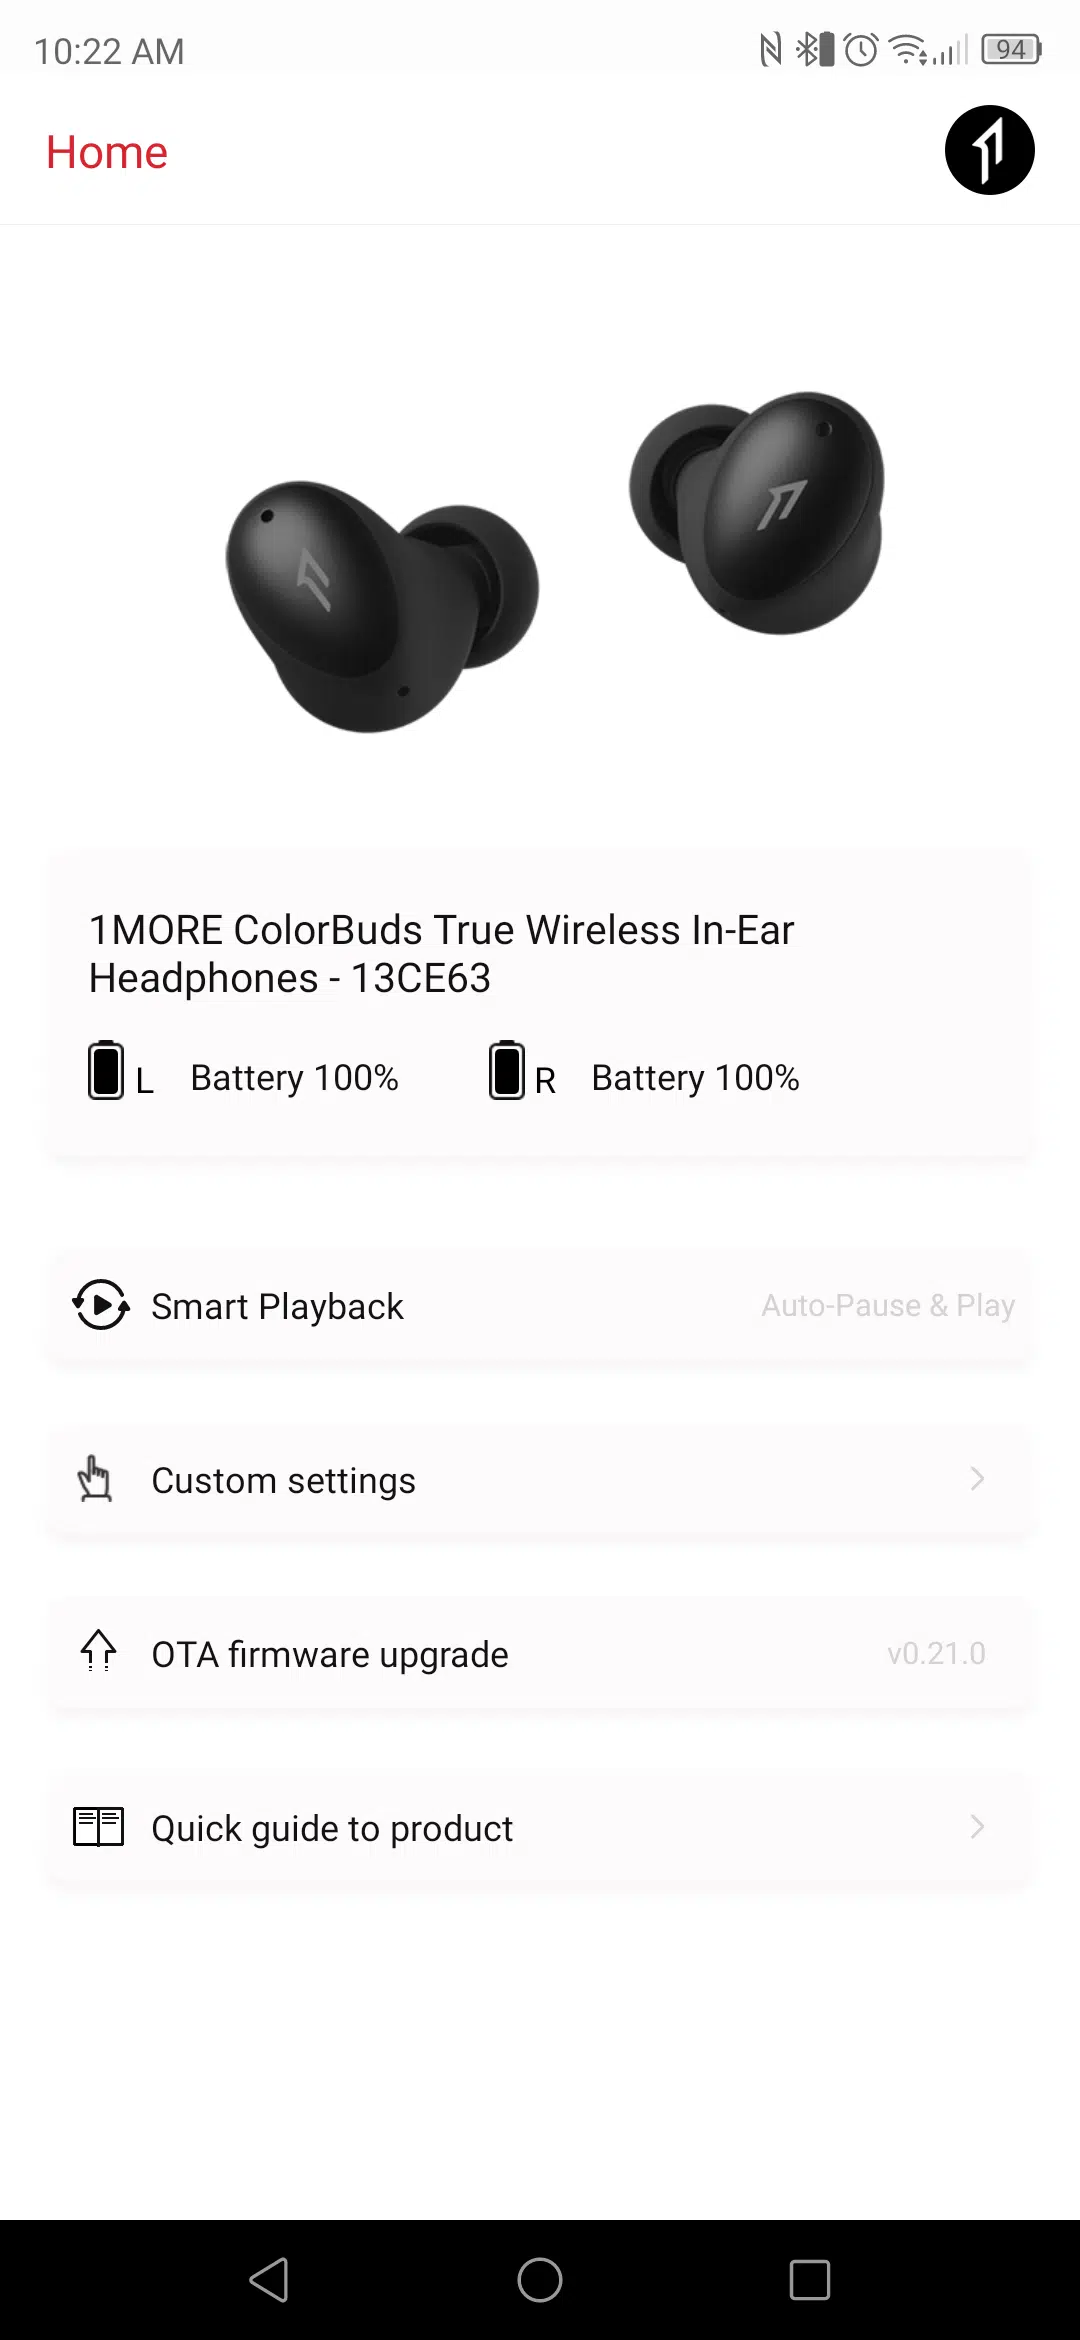 10:22 AM
94
Home
1MORE ColorBuds True Wireless In-Ear
Headphones - 13CE63
L Battery 100% R Battery 100%
Smart Playback Auto-Pause & Play
Custom settings
OTA firmware upgrade v0.21.0
Quick guide to product